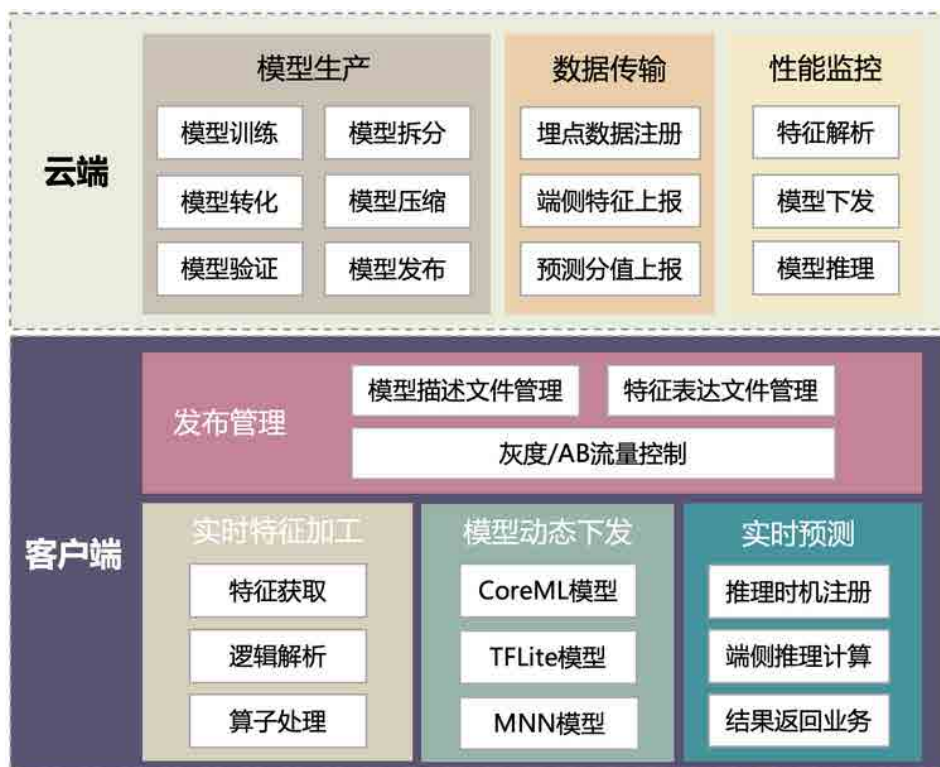 云端
模型生产
模型训练
模型拆分
模型转化
模型压缩
模型验证
模型发布
数据传输
埋点数据注册
端侧特征上报
预测分值上报
性能监控
特征解析
模型下发
模型推理
客户端
发布管理
模型描述文件管理
特征表达文件管理
灰度/AB流量控制
实时特征加工
特征获取
逻辑解析
算子处理
模型动态下发
CoreML模型
TFLite模型
MNN模型
实时预测
推理时机注册
端侧推理计算
结果返回业务